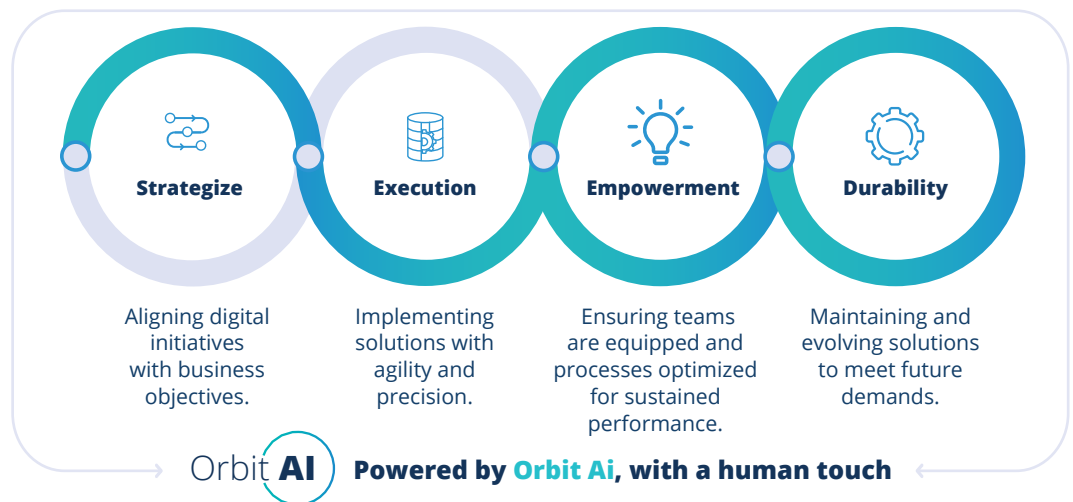 Strategize
Execution
Empowerment
Durability
Aligning digital
initiatives
with business
objectives.
Implementing
solutions with
agility and
precision.
Ensuring teams
are equipped and
processes optimized
for sustained
performance.
Maintaining and
evolving solutions
to meet future
demands.
Orbit AI
Powered by Orbit Ai, with a human touch